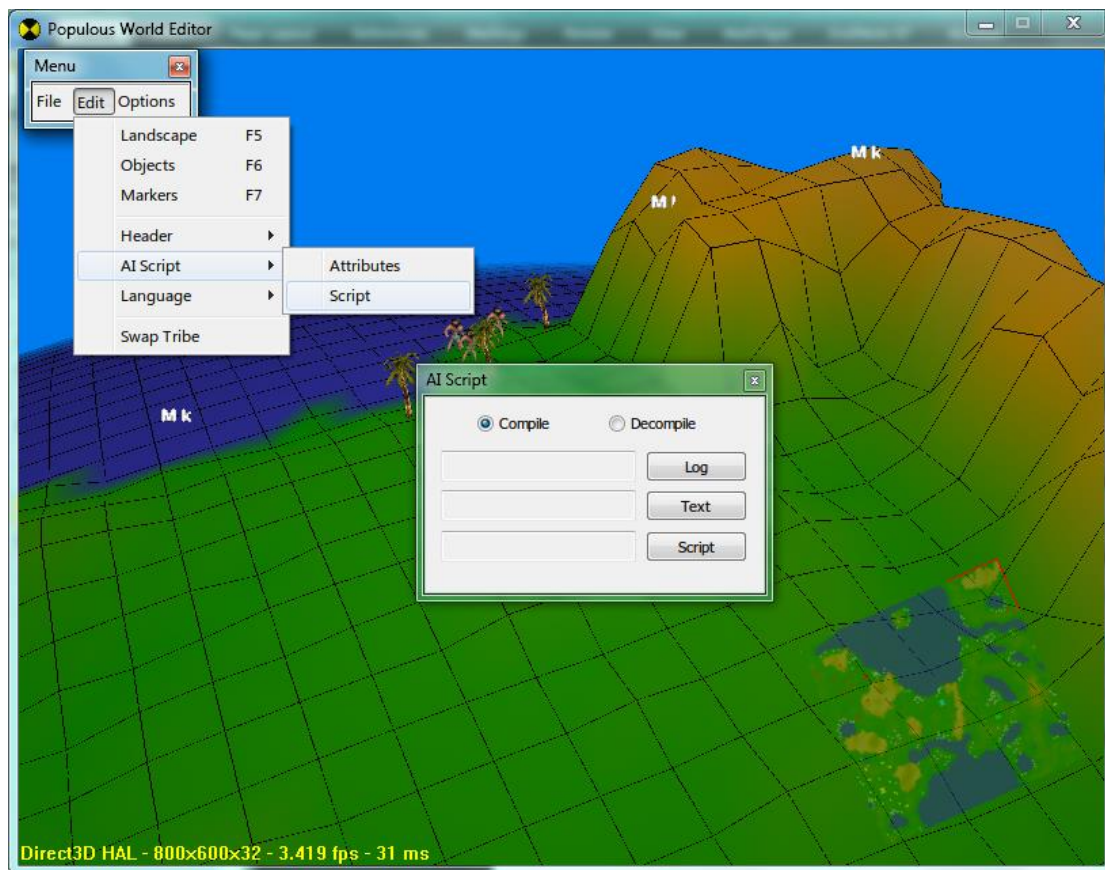 Populous World Editor
Menu
File Edit Options
Landscape F5
Objects F6
Markers F7
Header
AI Script
Language
Swap Tribe
Attributes
Script
M k
M
M k
AI Script
Compile Decompile
Log
Text
Script
Direct3D HAL - 800x600x32 - 3.419 fps - 31 ms